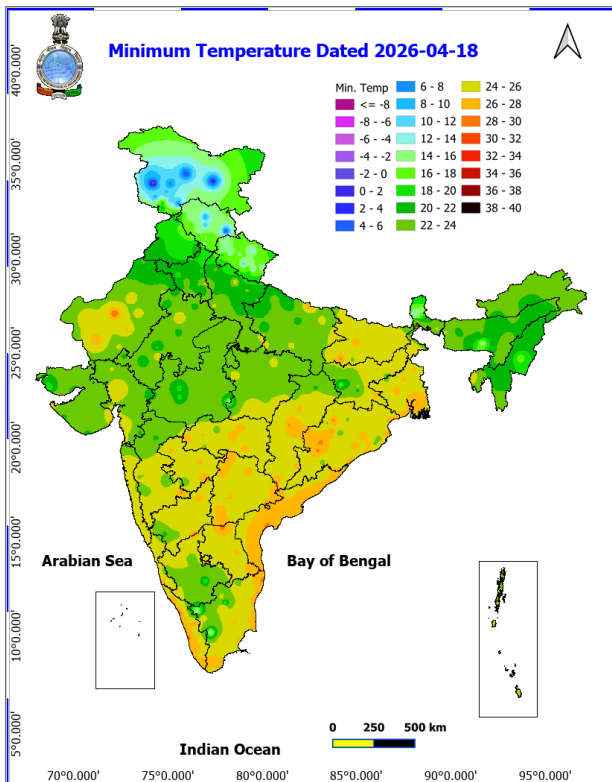 Minimum Temperature Dated 2026-04-18
Min. Temp
<= -8
-8 - -6
-6 - -4
-4 - -2
-2 - 0
0 - 2
2 - 4
4 - 6
6 - 8
8 - 10
10 - 12
12 - 14
14 - 16
16 - 18
18 - 20
20 - 22
22 - 24
24 - 26
26 - 28
28 - 30
30 - 32
32 - 34
34 - 36
36 - 38
38 - 40
40°0.000'
35°0.000'
30°0.000'
25°0.000'
20°0.000'
15°0.000'
10°0.000'
5°0.000'
Arabian Sea
Bay of Bengal
Indian Ocean
0 250 500 km
70°0.000' 75°0.000' 80°0.000' 85°0.000' 90°0.000' 95°0.000'